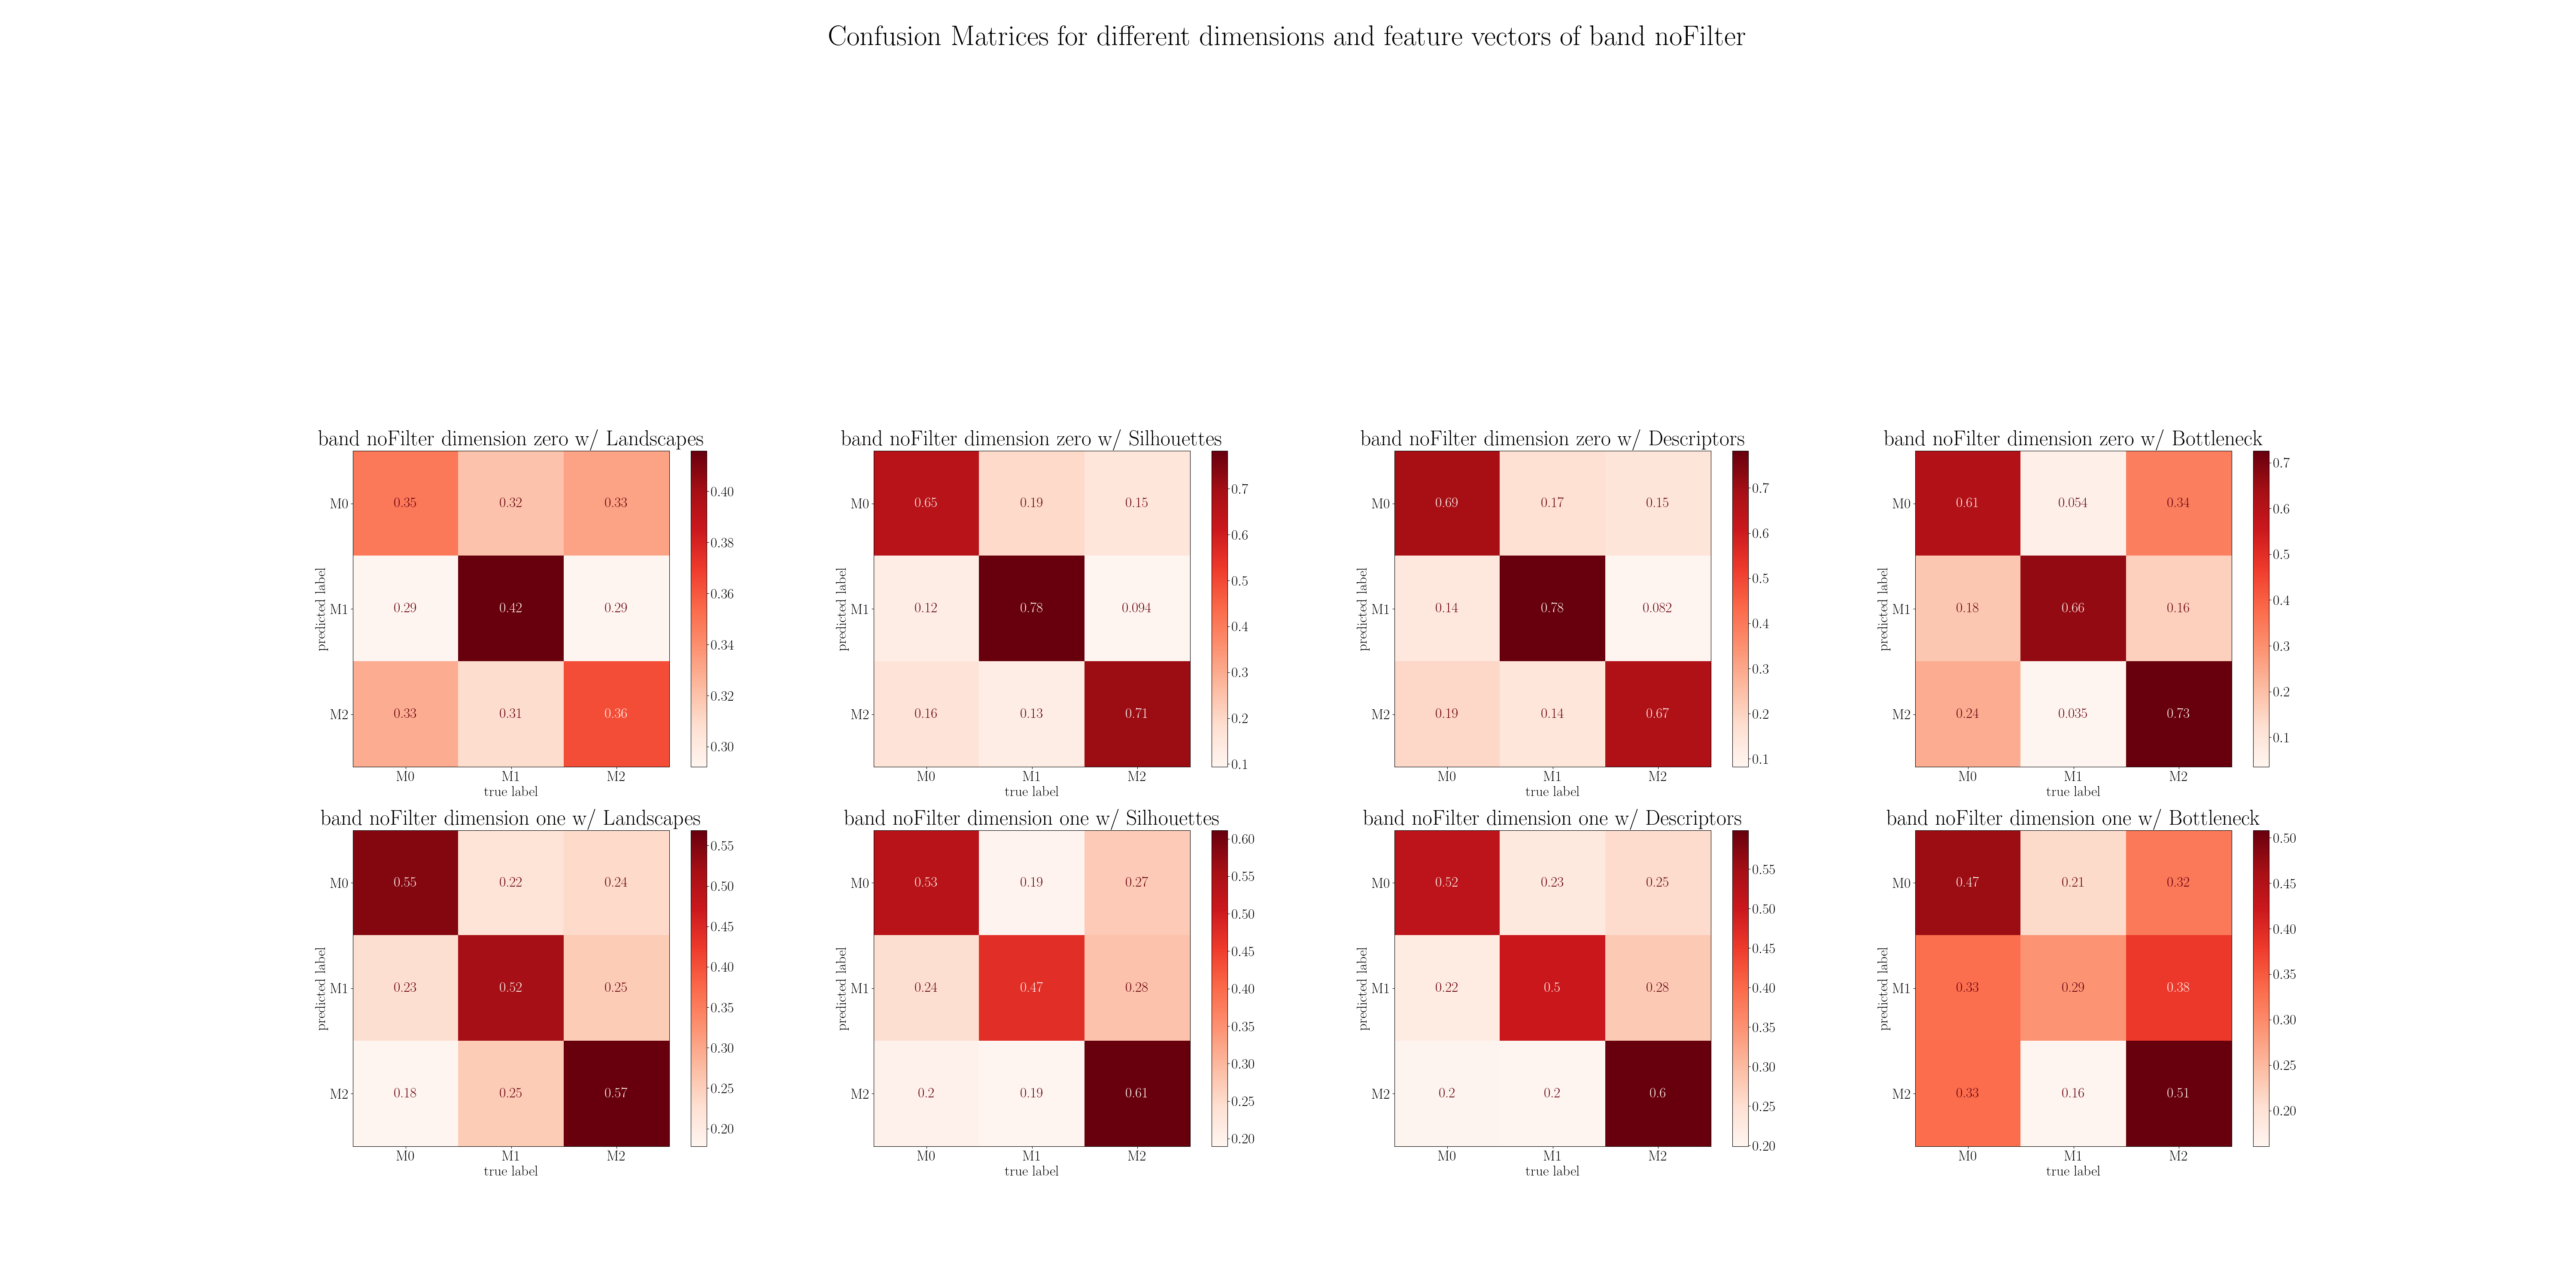 Confusion Matrices for different dimensions and feature vectors of band noFilter
band noFilter dimension zero w/ Landscapes
predicted label
M0 0.35 0.32 0.33
M1 0.29 0.42 0.29
M2 0.33 0.31 0.36
M0 M1 M2
true label
0.40
0.38
0.36
0.34
0.32
0.30
band noFilter dimension zero w/ Silhouettes
predicted label
M0 0.65 0.19 0.15
M1 0.12 0.78 0.094
M2 0.16 0.13 0.71
M0 M1 M2
true label
0.7
0.6
0.5
0.4
0.3
0.2
0.1
band noFilter dimension zero w/ Descriptors
predicted label
M0 0.69 0.17 0.15
M1 0.14 0.78 0.082
M2 0.19 0.14 0.67
M0 M1 M2
true label
0.7
0.6
0.5
0.4
0.3
0.2
0.1
band noFilter dimension zero w/ Bottleneck
predicted label
M0 0.61 0.054 0.34
M1 0.18 0.66 0.16
M2 0.24 0.035 0.73
M0 M1 M2
true label
0.7
0.6
0.5
0.4
0.3
0.2
0.1
band noFilter dimension one w/ Landscapes
predicted label
M0 0.55 0.22 0.24
M1 0.23 0.52 0.25
M2 0.18 0.25 0.57
M0 M1 M2
true label
0.55
0.50
0.45
0.40
0.35
0.30
0.25
0.20
band noFilter dimension one w/ Silhouettes
predicted label
M0 0.53 0.19 0.27
M1 0.24 0.47 0.28
M2 0.2 0.19 0.61
M0 M1 M2
true label
0.60
0.55
0.50
0.45
0.40
0.35
0.30
0.25
0.20
band noFilter dimension one w/ Descriptors
predicted label
M0 0.52 0.23 0.25
M1 0.22 0.5 0.28
M2 0.2 0.2 0.6
M0 M1 M2
true label
0.55
0.50
0.45
0.40
0.35
0.30
0.25
0.20
band noFilter dimension one w/ Bottleneck
predicted label
M0 0.47 0.21 0.32
M1 0.33 0.29 0.38
M2 0.33 0.16 0.51
M0 M1 M2
true label
0.50
0.45
0.40
0.35
0.30
0.25
0.20